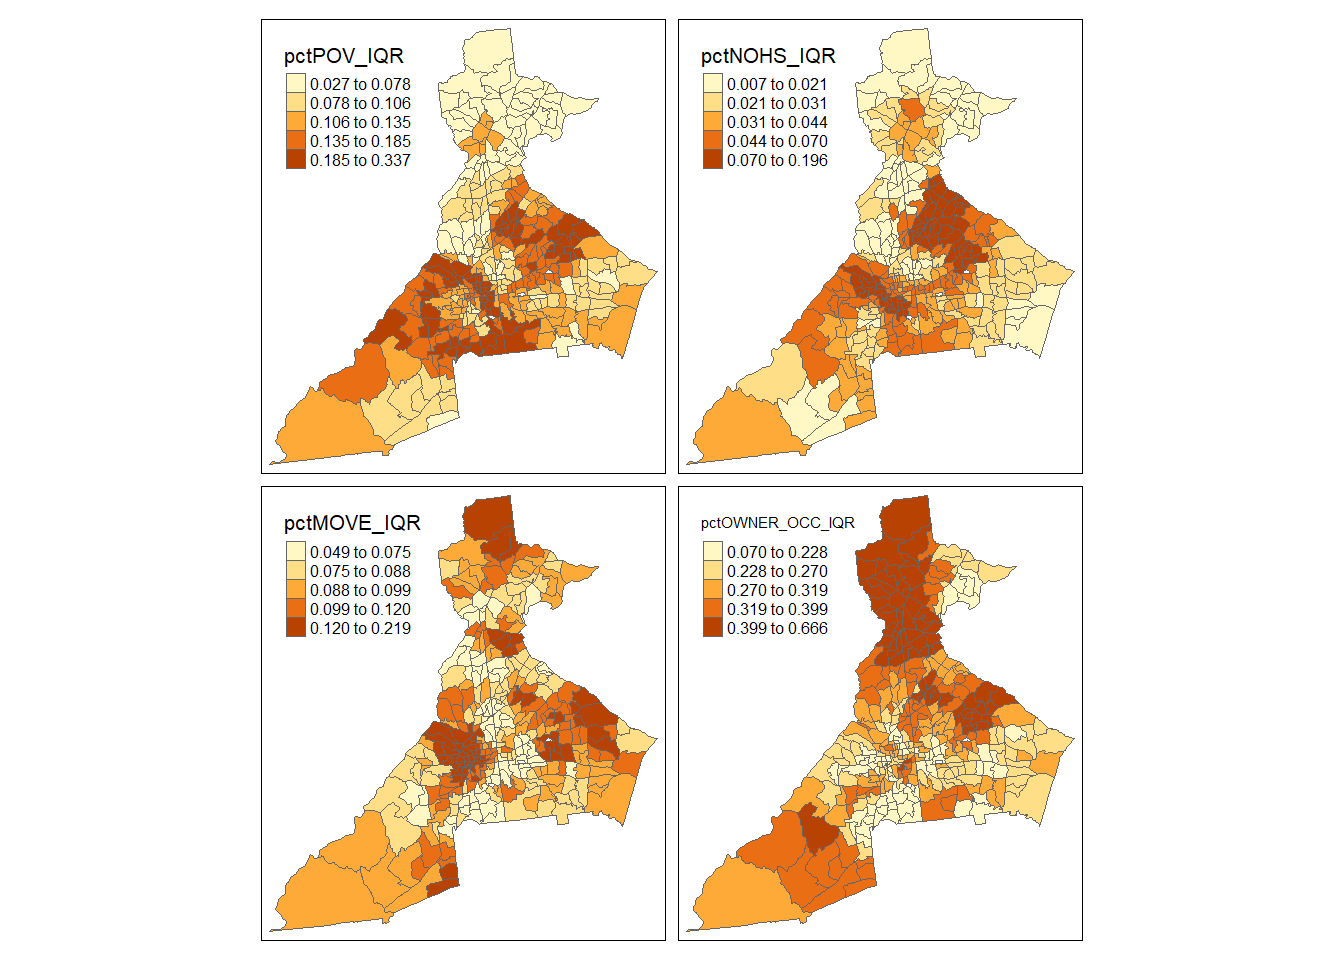 pctPOV_IQR
0.027 to 0.078
0.078 to 0.106
0.106 to 0.135
0.135 to 0.185
0.185 to 0.337
pctNOHS_IQR
0.007 to 0.021
0.021 to 0.031
0.031 to 0.044
0.044 to 0.070
0.070 to 0.196
pctMOVE_IQR
0.049 to 0.075
0.075 to 0.088
0.088 to 0.099
0.099 to 0.120
0.120 to 0.219
pctOWNER_OCC_IQR
0.070 to 0.228
0.228 to 0.270
0.270 to 0.319
0.319 to 0.399
0.399 to 0.666